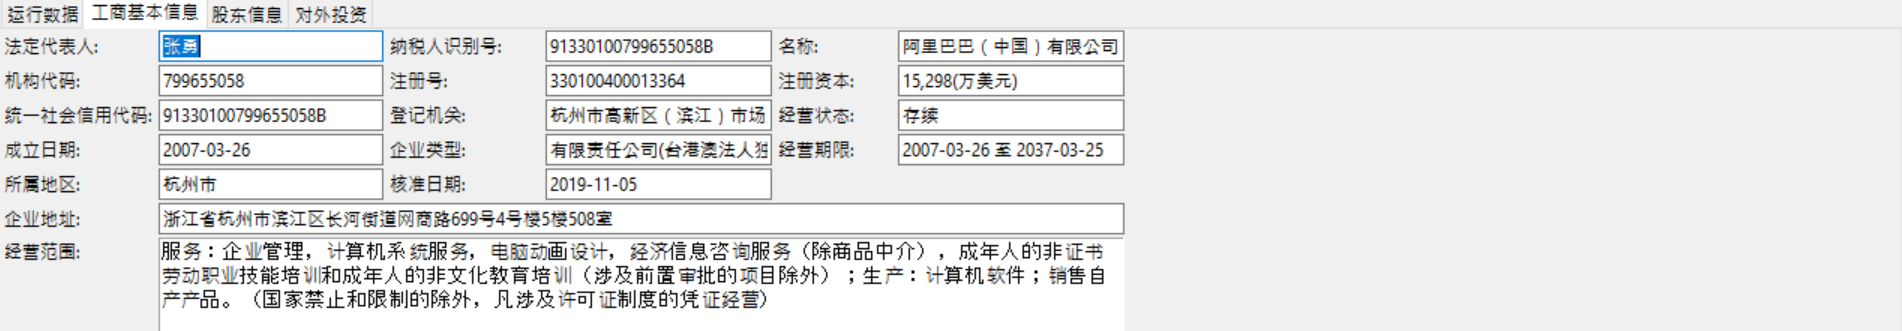 运行数据 工商基本信息 股东信息 对外投资
法定代表人: 张勇 纳税人识别号: 91330100799655058B 名称: 阿里巴巴（中国）有限公司
机构代码: 799655058 注册号: 330100400013364 注册资本: 15,298(万美元)
统一社会信用代码: 91330100799655058B 登记机关: 杭州市高新区（滨江）市场 经营状态: 存续
成立日期: 2007-03-26 企业类型: 有限责任公司(台港澳法人独 经营期限: 2007-03-26 至 2037-03-25
所属地区: 杭州市 核准日期: 2019-11-05
企业地址: 浙江省杭州市滨江区长河街道网商路699号4号楼5楼508室
经营范围: 服务：企业管理，计算机系统服务，电脑动画设计，经济信息咨询服务（除商品中介），成年人的非证书
劳动职业技能培训和成年人的非文化教育培训（涉及前置审批的项目除外）；生产：计算机软件；销售自
产产品。（国家禁止和限制的除外，凡涉及许可证制度的凭证经营）